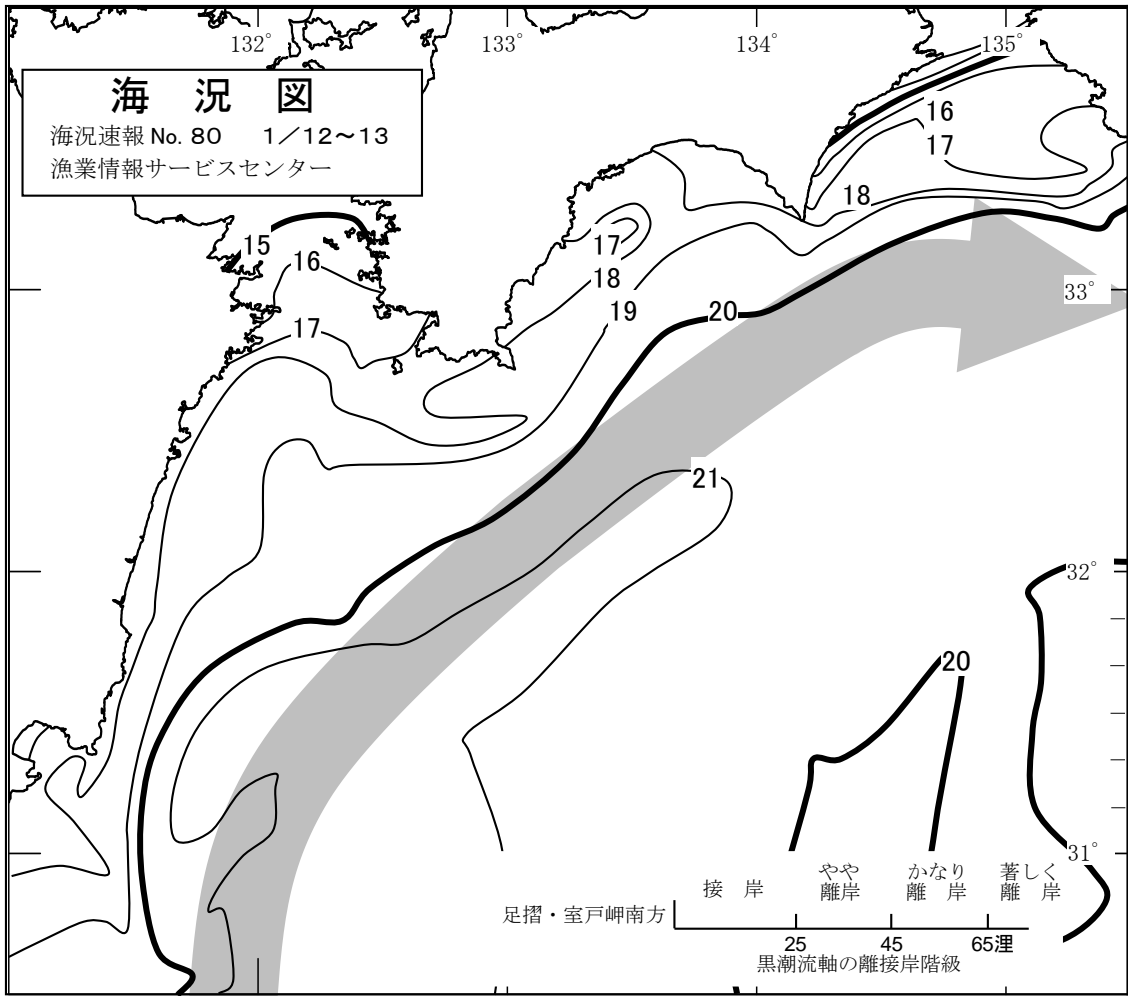 132°
133°
134°
135°
海 況 図
海況速報 No. 80 1/12~13
漁業情報サービスセンター
16
17
18
15
16
17
18
17
19
20
33°
21
32°
20
31°
接 岸
やや
離岸
かなり
離 岸
著しく
離 岸
足摺・室戸岬南方
25 45 65浬
黒潮流軸の離接岸階級